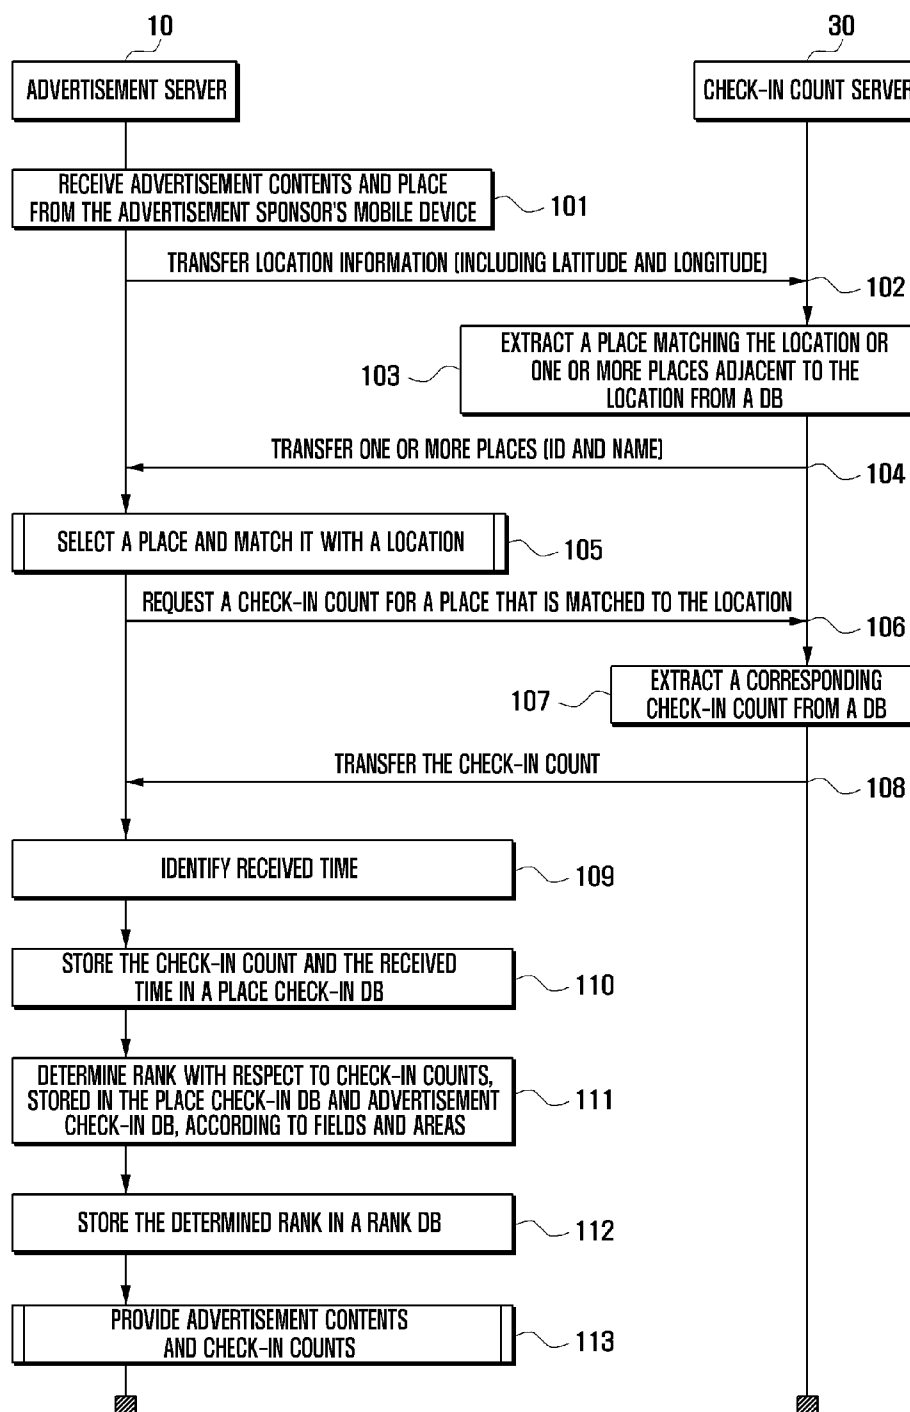 10
30
ADVERTISEMENT SERVER
CHECK-IN COUNT SERVER
RECEIVE ADVERTISEMENT CONTENTS AND PLACE
FROM THE ADVERTISEMENT SPONSOR'S MOBILE DEVICE
101
TRANSFER LOCATION INFORMATION (INCLUDING LATITUDE AND LONGITUDE)
102
EXTRACT A PLACE MATCHING THE LOCATION OR
ONE OR MORE PLACES ADJACENT TO THE
LOCATION FROM A DB
103
TRANSFER ONE OR MORE PLACES (ID AND NAME)
104
SELECT A PLACE AND MATCH IT WITH A LOCATION
105
REQUEST A CHECK-IN COUNT FOR A PLACE THAT IS MATCHED TO THE LOCATION
106
EXTRACT A CORRESPONDING
CHECK-IN COUNT FROM A DB
107
TRANSFER THE CHECK-IN COUNT
108
IDENTIFY RECEIVED TIME
109
STORE THE CHECK-IN COUNT AND THE RECEIVED
TIME IN A PLACE CHECK-IN DB
110
DETERMINE RANK WITH RESPECT TO CHECK-IN COUNTS,
STORED IN THE PLACE CHECK-IN DB AND ADVERTISEMENT
CHECK-IN DB, ACCORDING TO FIELDS AND AREAS
111
STORE THE DETERMINED RANK IN A RANK DB
112
PROVIDE ADVERTISEMENT CONTENTS
AND CHECK-IN COUNTS
113